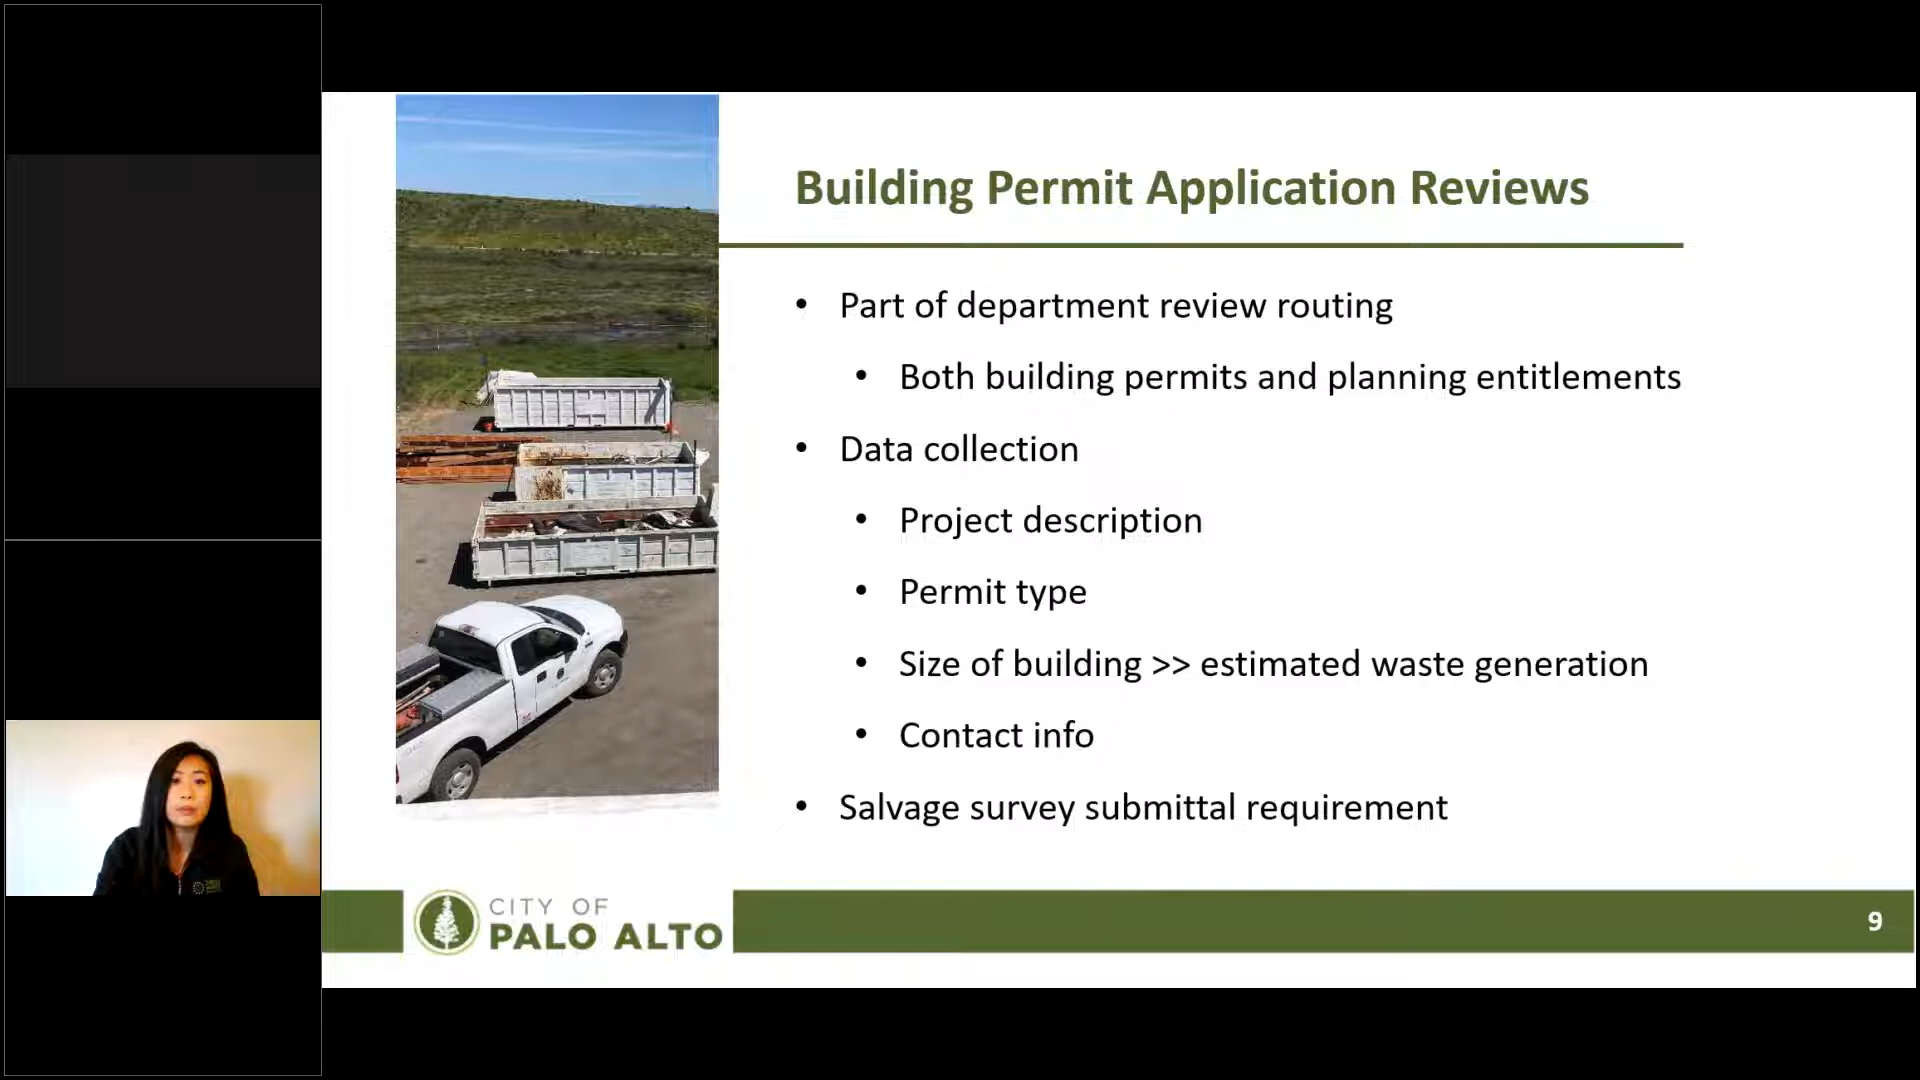 Building Permit Application Reviews
• Part of department review routing
• Both building permits and planning entitlements
• Data collection
• Project description
• Permit type
• Size of building >> estimated waste generation
• Contact info
• Salvage survey submittal requirement
CITY OF
PALO ALTO
9